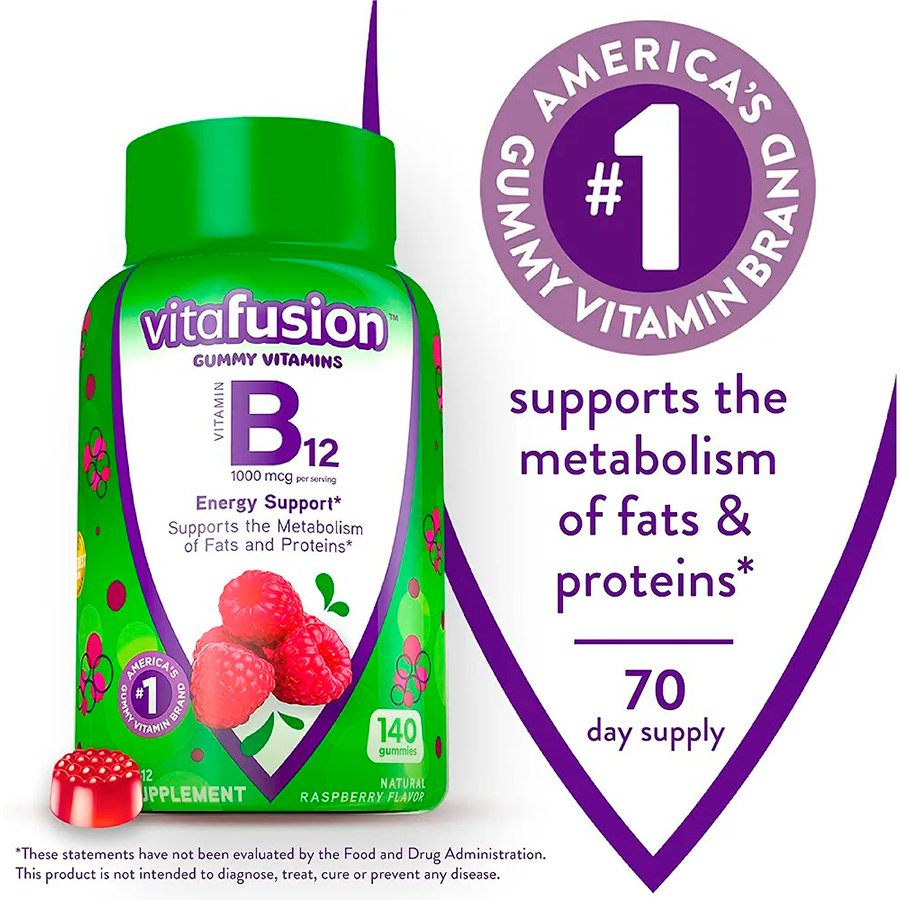 vitafusion™
GUMMY VITAMINS
VITAMIN
B12
1000 mcg per serving
Energy Support*
Supports the Metabolism
of Fats and Proteins*
AMERICA'S
#1
GUMMY VITAMIN BRAND
140
gummies
12
NATURAL
RASPBERRY FLAVOR
AMERICA'S
#1
GUMMY VITAMIN BRAND
supports the
metabolism
of fats &
proteins*
70
day supply
*These statements have not been evaluated by the Food and Drug Administration.
This product is not intended to diagnose, treat, cure or prevent any disease.